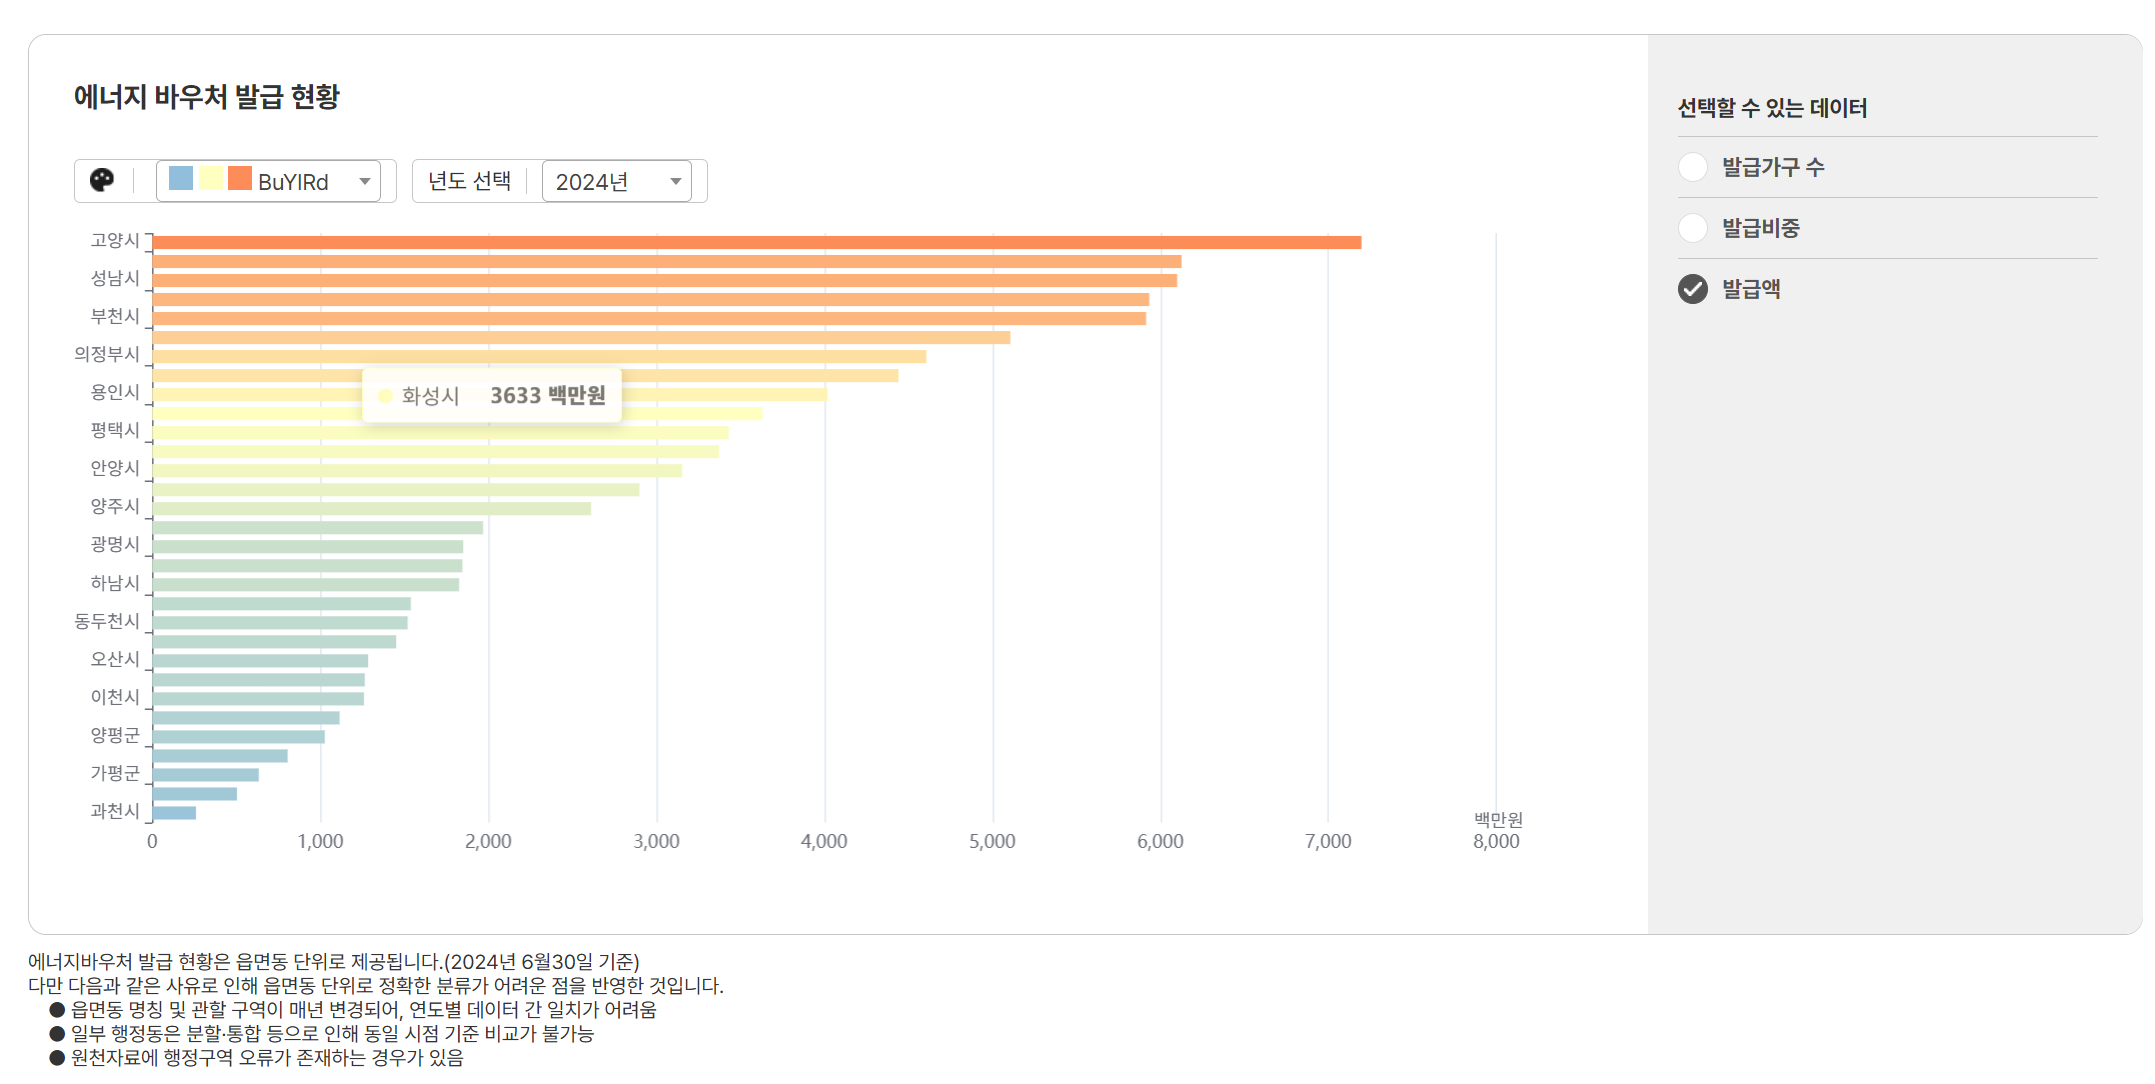 에너지 바우처 발급 현황
BuYlRd
년도 선택
2024년
고양시
성남시
부천시
의정부시
용인시
화성시 3633 백만원
평택시
안양시
양주시
광명시
하남시
동두천시
오산시
이천시
양평군
가평군
과천시
백만원
0 1,000 2,000 3,000 4,000 5,000 6,000 7,000 8,000
선택할 수 있는 데이터
발급가구 수
발급비중
발급액
에너지바우처 발급 현황은 읍면동 단위로 제공됩니다.(2024년 6월30일 기준)
다만 다음과 같은 사유로 인해 읍면동 단위로 정확한 분류가 어려운 점을 반영한 것입니다.
● 읍면동 명칭 및 관할 구역이 매년 변경되어, 연도별 데이터 간 일치가 어려움
● 일부 행정동은 분할·통합 등으로 인해 동일 시점 기준 비교가 불가능
● 원천자료에 행정구역 오류가 존재하는 경우가 있음